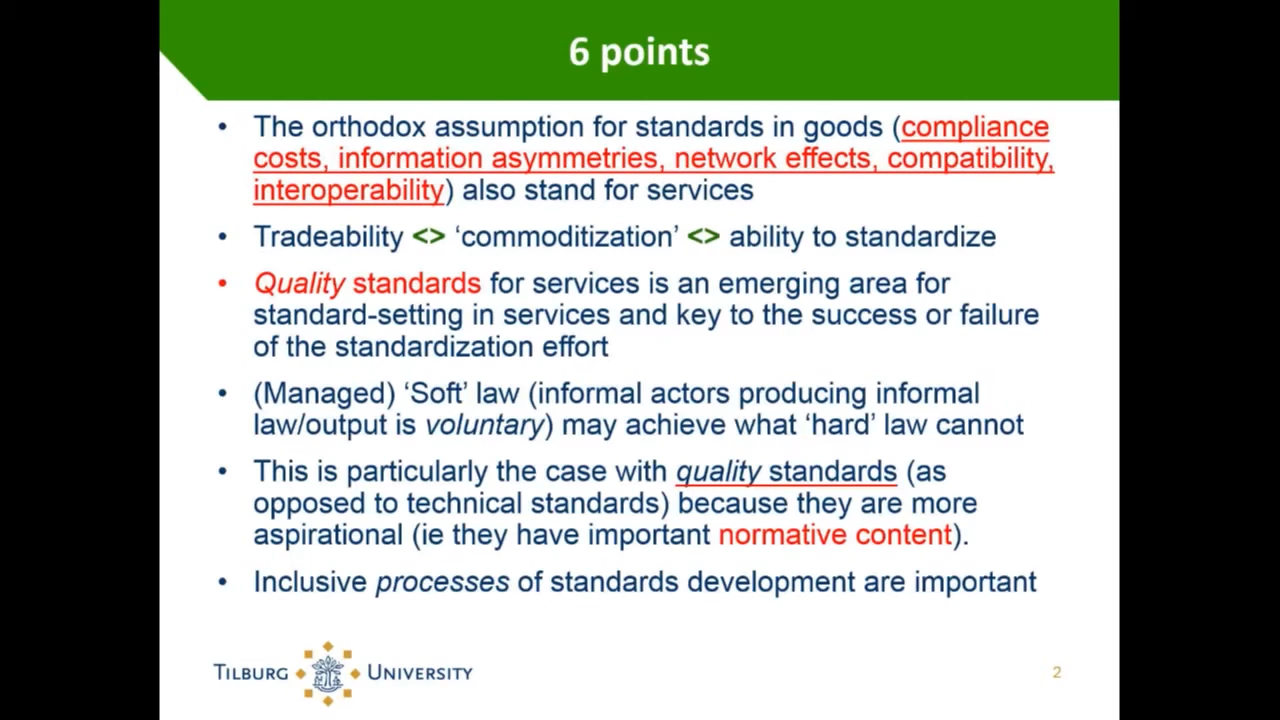 6 points
• The orthodox assumption for standards in goods (compliance
costs, information asymmetries, network effects, compatibility,
interoperability) also stand for services
• Tradeability <> ‘commoditization’ <> ability to standardize
• Quality standards for services is an emerging area for
standard-setting in services and key to the success or failure
of the standardization effort
• (Managed) ‘Soft’ law (informal actors producing informal
law/output is voluntary) may achieve what ‘hard’ law cannot
• This is particularly the case with quality standards (as
opposed to technical standards) because they are more
aspirational (ie they have important normative content).
• Inclusive processes of standards development are important
TILBURG UNIVERSITY
2